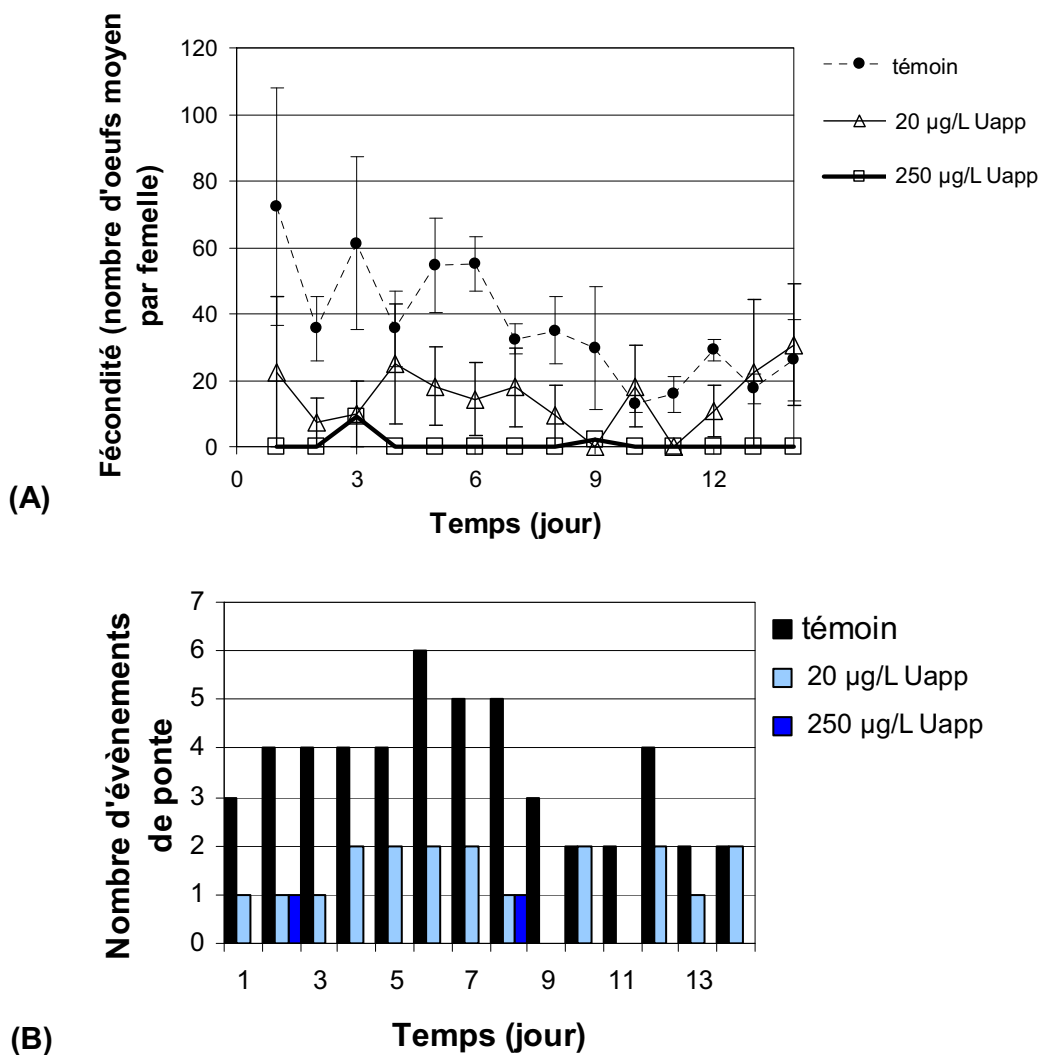 Fécondité (nombre d'oeufs moyen
par femelle)
120
100
80
60
40
20
0
0
3
6
9
12
Temps (jour)
témoin
20 µg/L Uapp
250 µg/L Uapp
(A)
Nombre d'évènements
de ponte
7
6
5
4
3
2
1
0
1
3
5
7
9
11
13
Temps (jour)
témoin
20 µg/L Uapp
250 µg/L Uapp
(B)